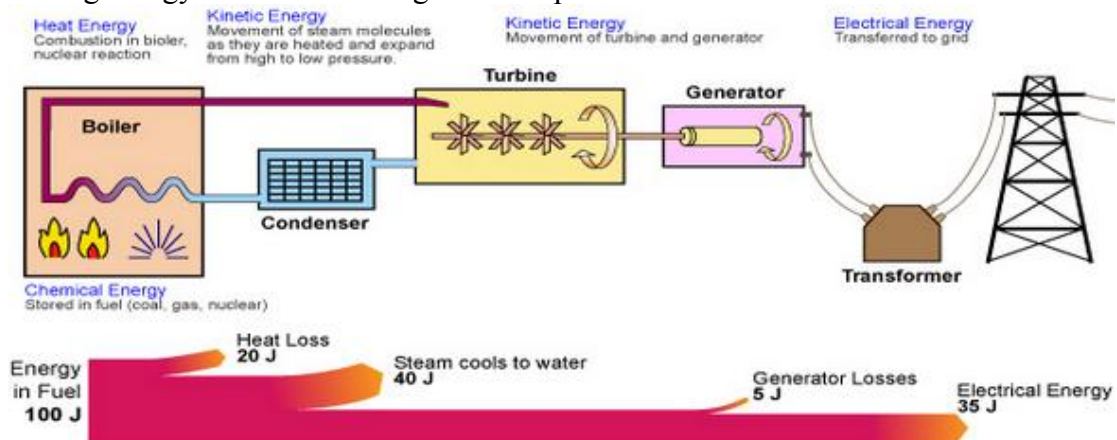 Heat Energy
Combustion in bioler,
nuclear reaction
Kinetic Energy
Movement of steam molecules
as they are heated and expand
from high to low pressure.
Kinetic Energy
Movement of turbine and generator
Electrical Energy
Transferred to grid
Turbine
Generator
Boiler
Condenser
Transformer
Chemical Energy
Stored in fuel (coal, gas, nuclear)
Energy
in Fuel
100 J
Heat Loss
20 J
Steam cools to water
40 J
Generator Losses
5 J
Electrical Energy
35 J